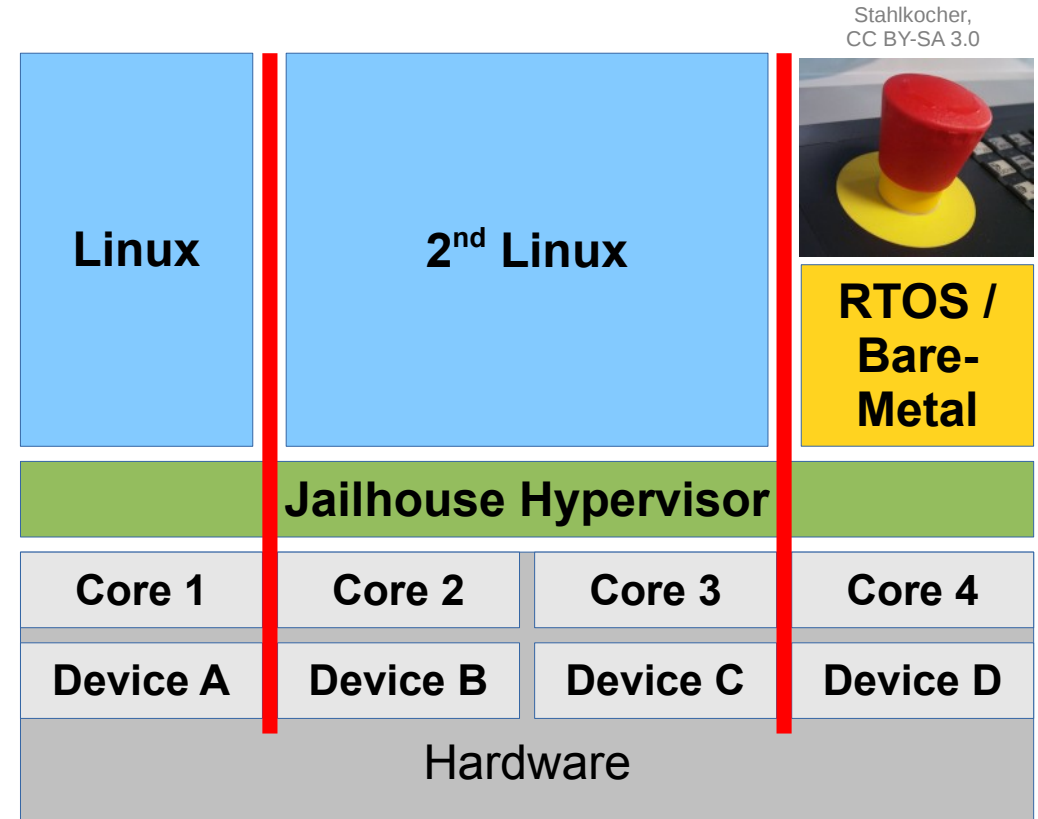 Stahlkocher,
CC BY-SA 3.0
Linux
2nd Linux
RTOS /
Bare-
Metal
Jailhouse Hypervisor
Core 1
Core 2
Core 3
Core 4
Device A
Device B
Device C
Device D
Hardware